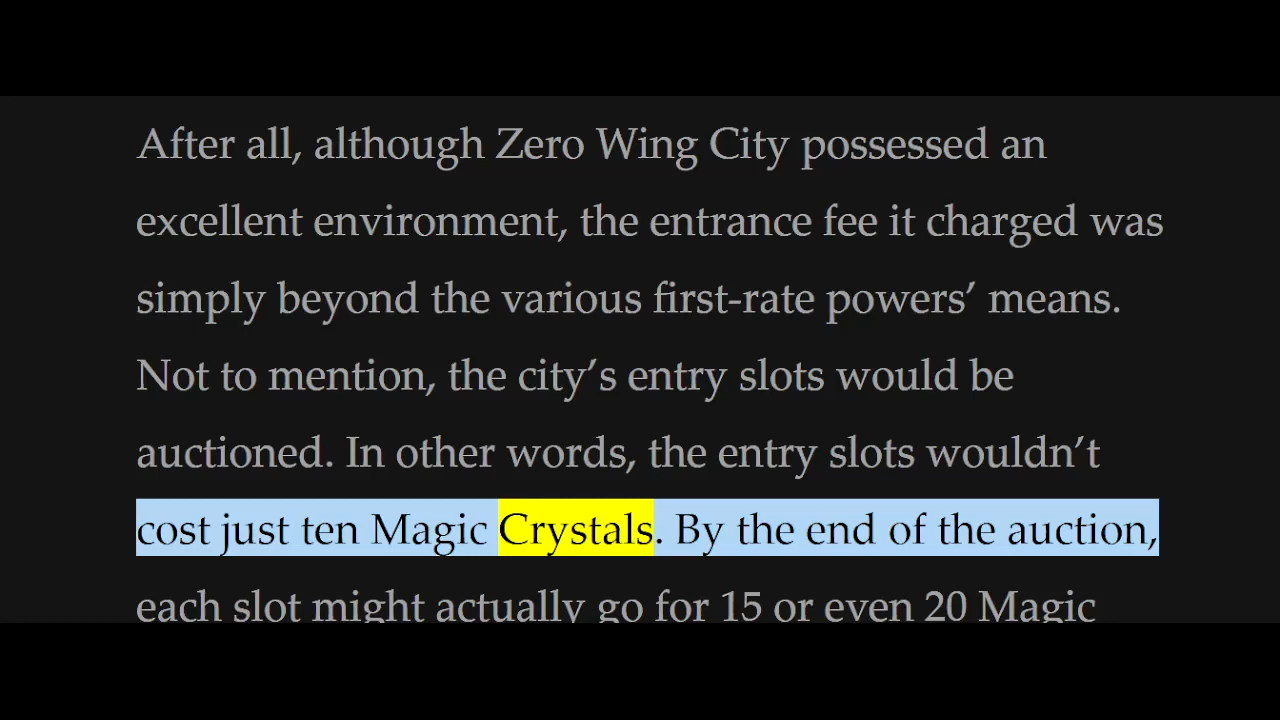 After all, although Zero Wing City possessed an
excellent environment, the entrance fee it charged was
simply beyond the various first-rate powers’ means.
Not to mention, the city’s entry slots would be
auctioned. In other words, the entry slots wouldn’t
cost just ten Magic Crystals. By the end of the auction,
each slot might actually go for 15 or even 20 Magic